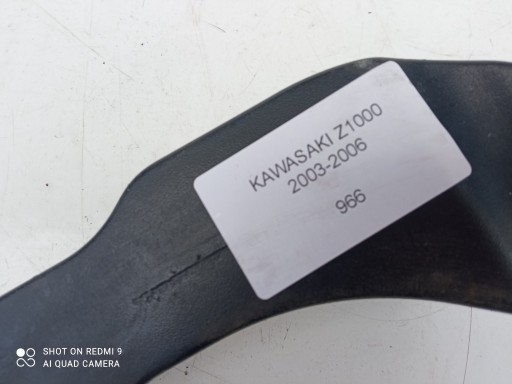 KAWASAKI Z1000
2003-2006
966
SHOT ON REDMI 9
AI QUAD CAMERA